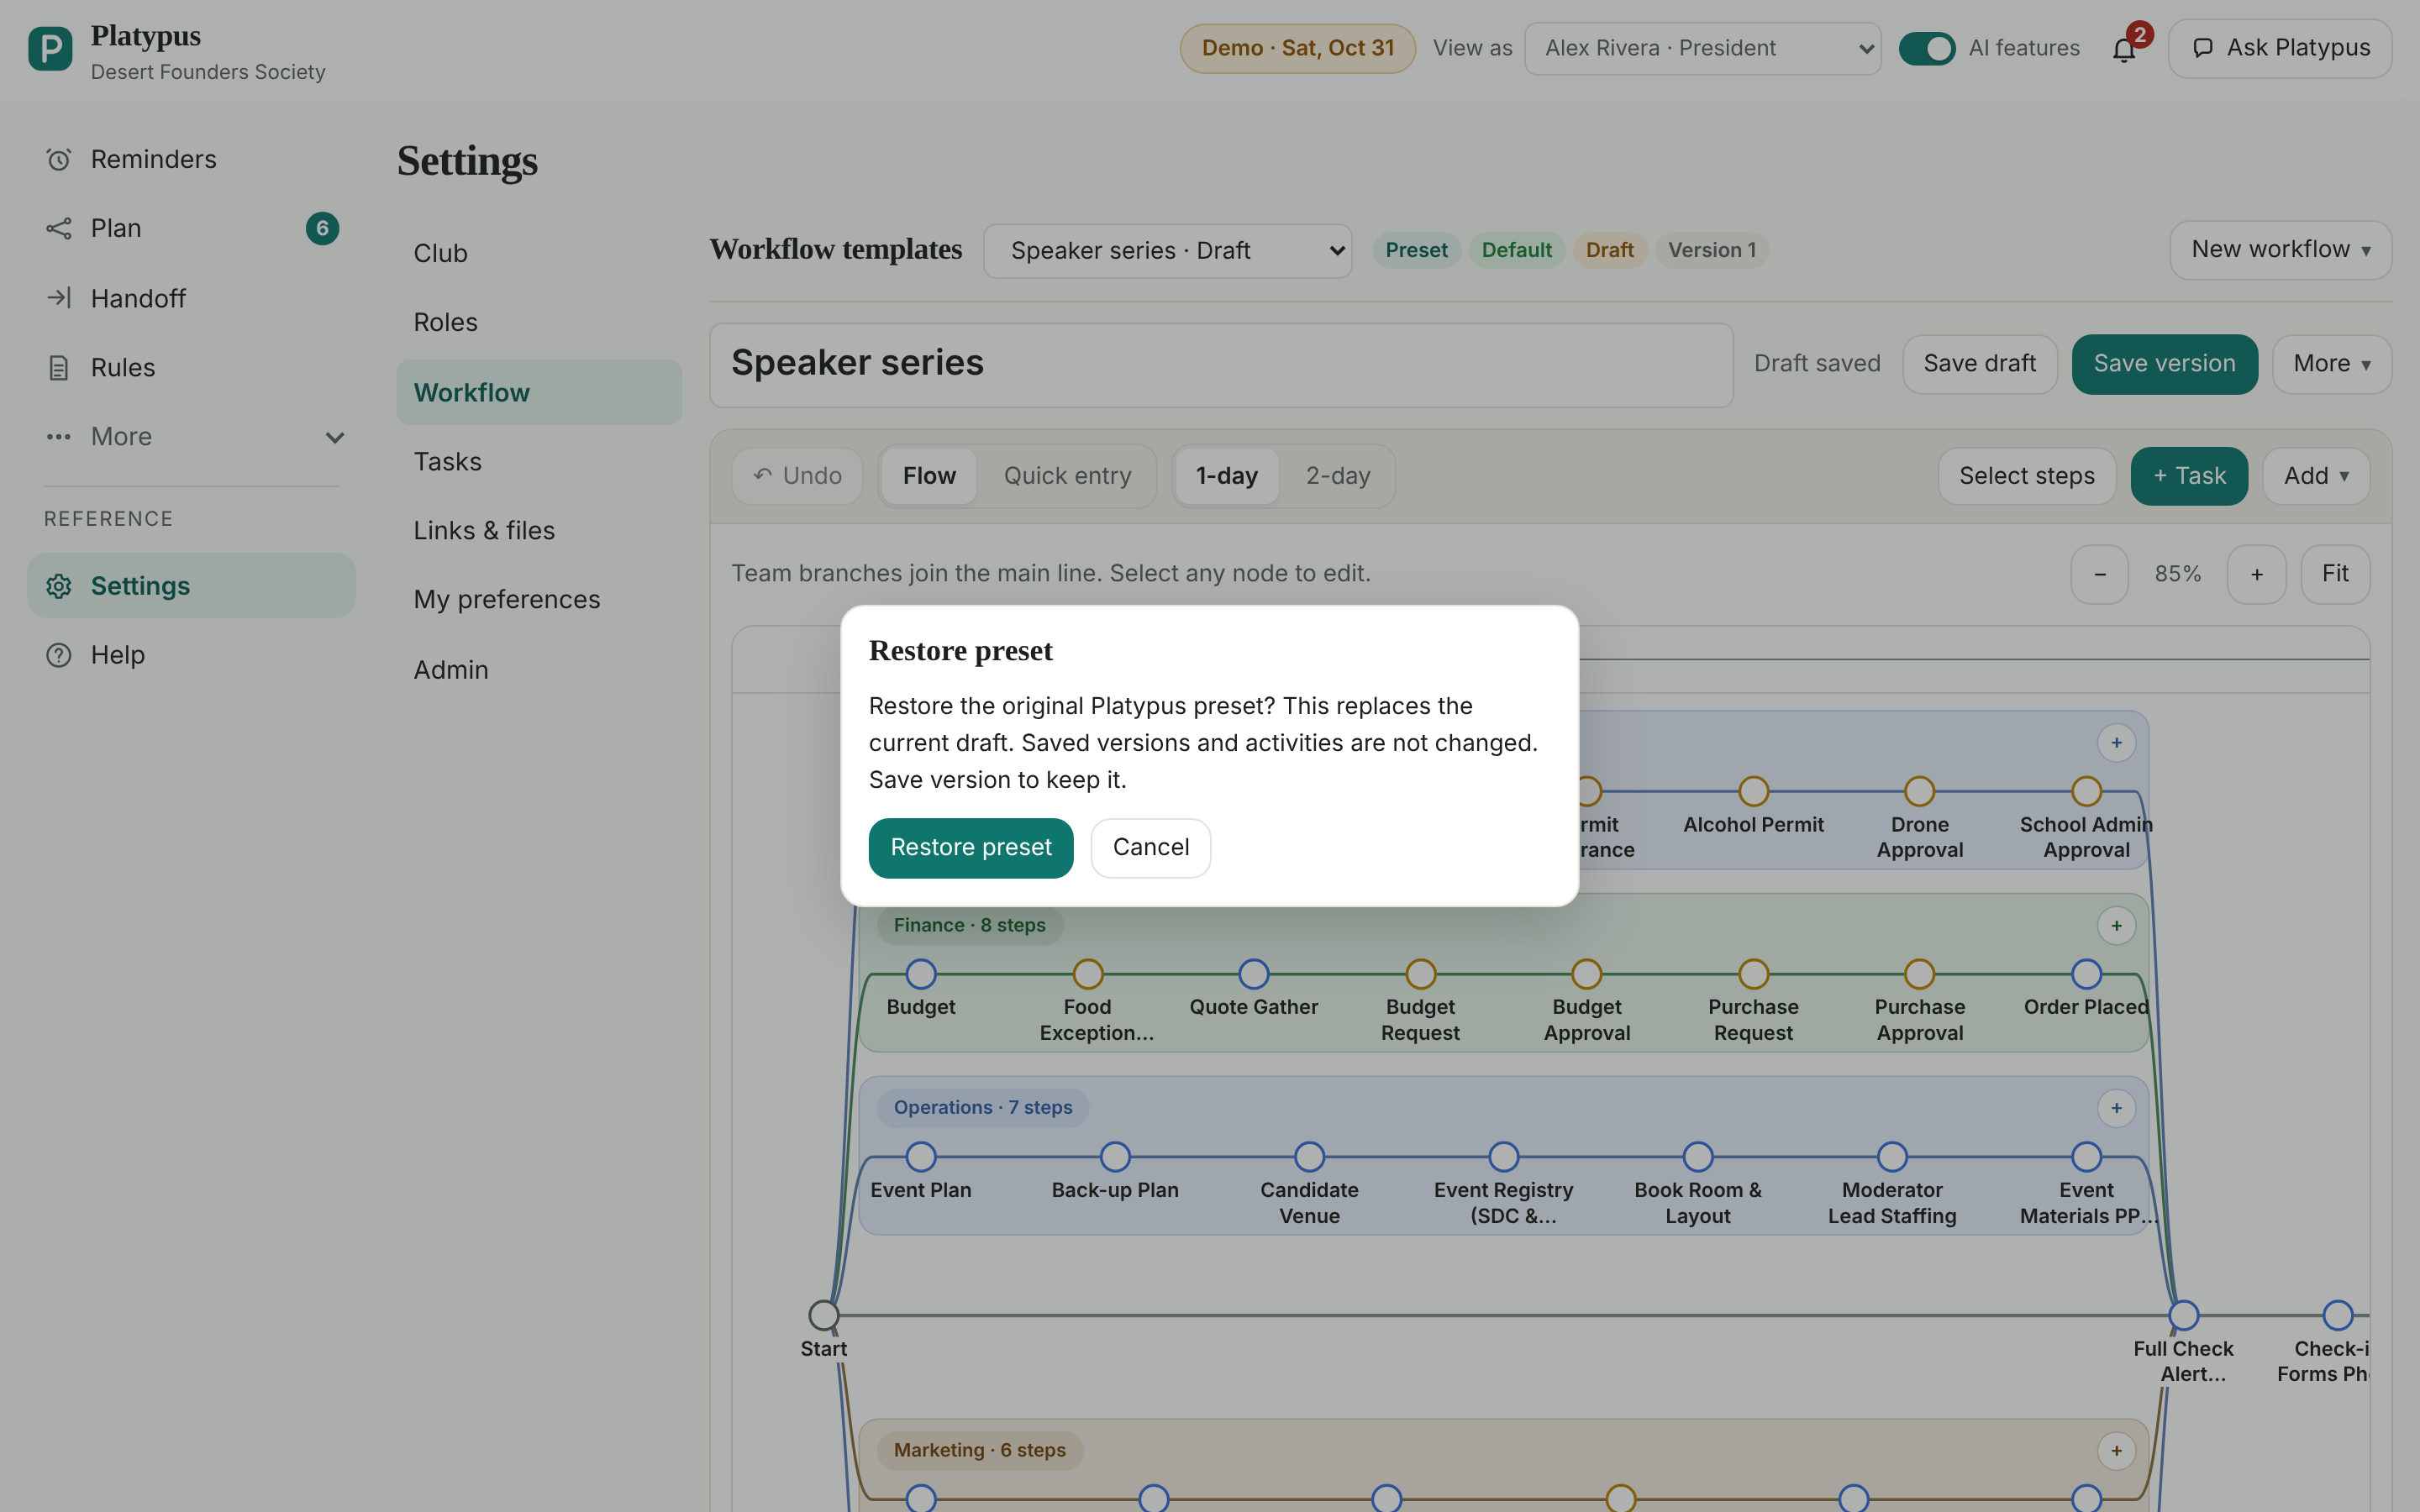 Platypus
Desert Founders Society
Demo · Sat, Oct 31
View as
Alex Rivera · President
AI features
2
Ask Platypus
Reminders
Plan
6
Handoff
Rules
More
REFERENCE
Settings
Help
Settings
Club
Roles
Workflow
Tasks
Links & files
My preferences
Admin
Workflow templates
Speaker series · Draft
Preset
Default
Draft
Version 1
New workflow ▾
Speaker series
Draft saved
Save draft
Save version
More ▾
↶ Undo
Flow
Quick entry
1-day
2-day
Select steps
+ Task
Add ▾
Team branches join the main line. Select any node to edit.
−
85%
+
Fit
Restore preset
Restore the original Platypus preset? This replaces the
current draft. Saved versions and activities are not changed.
Save version to keep it.
Restore preset
Cancel
+
Alcohol Permit
Drone
Approval
School Admin
Approval
Finance · 8 steps
+
Budget
Food
Exception...
Quote Gather
Budget
Request
Budget
Approval
Purchase
Request
Purchase
Approval
Order Placed
Operations · 7 steps
+
Event Plan
Back-up Plan
Candidate
Venue
Event Registry
(SDC &...
Book Room &
Layout
Moderator
Lead Staffing
Event
Materials PP...
Start
Full Check
Alert...
Check-i
Forms Ph
Marketing · 6 steps
+